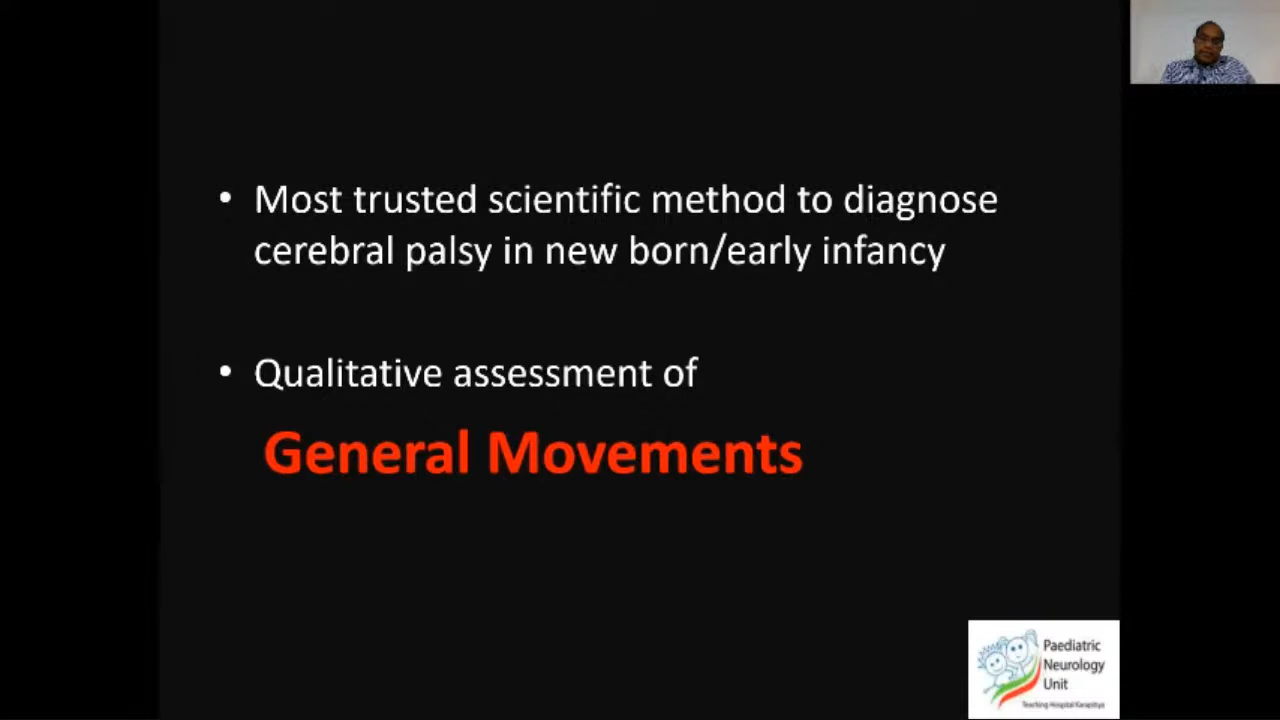 • Most trusted scientific method to diagnose
cerebral palsy in new born/early infancy
• Qualitative assessment of
General Movements
Paediatric
Neurology
Unit
Teaching Hospital Karapitiya